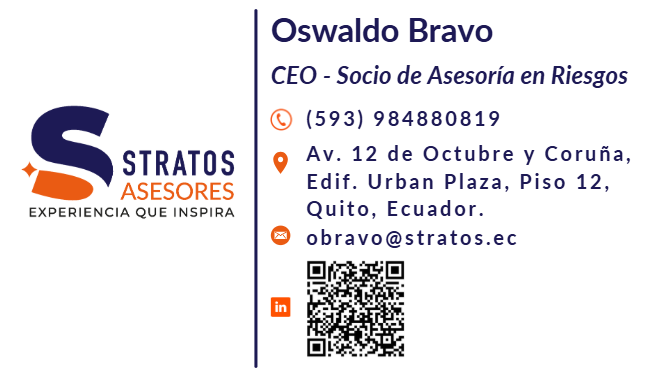 STRATOS
ASESORES
EXPERIENCIA QUE INSPIRA
Oswaldo Bravo
CEO - Socio de Asesoría en Riesgos
(593) 984880819
Av. 12 de Octubre y Coruña,
Edif. Urban Plaza, Piso 12,
Quito, Ecuador.
obravo@stratos.ec
in